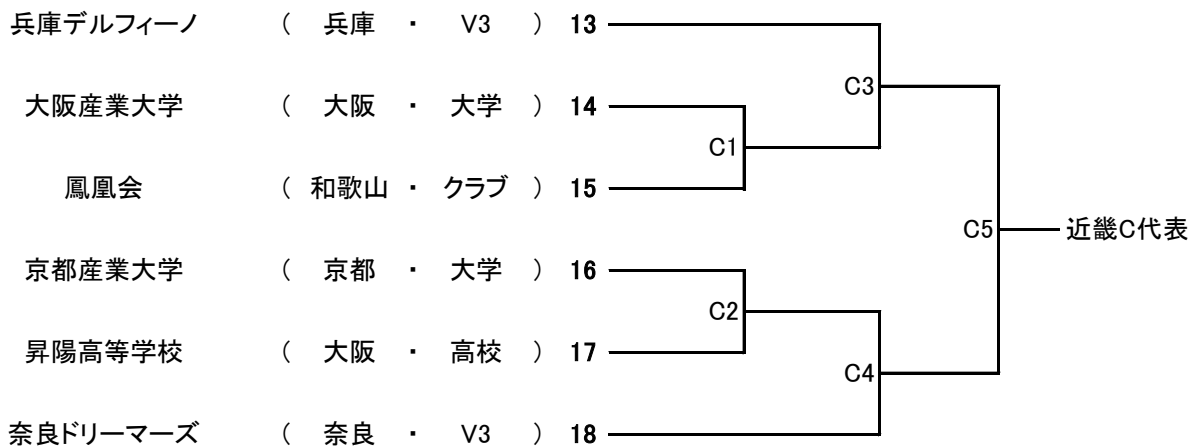 兵庫デルフィーノ ( 兵庫 ・ V3 ) 13
C3
大阪産業大学 ( 大阪 ・ 大学 ) 14
C1
鳳凰会 ( 和歌山 ・ クラブ ) 15
C5 近畿C代表
京都産業大学 ( 京都 ・ 大学 ) 16
C2
昇陽高等学校 ( 大阪 ・ 高校 ) 17
C4
奈良ドリーマーズ ( 奈良 ・ V3 ) 18